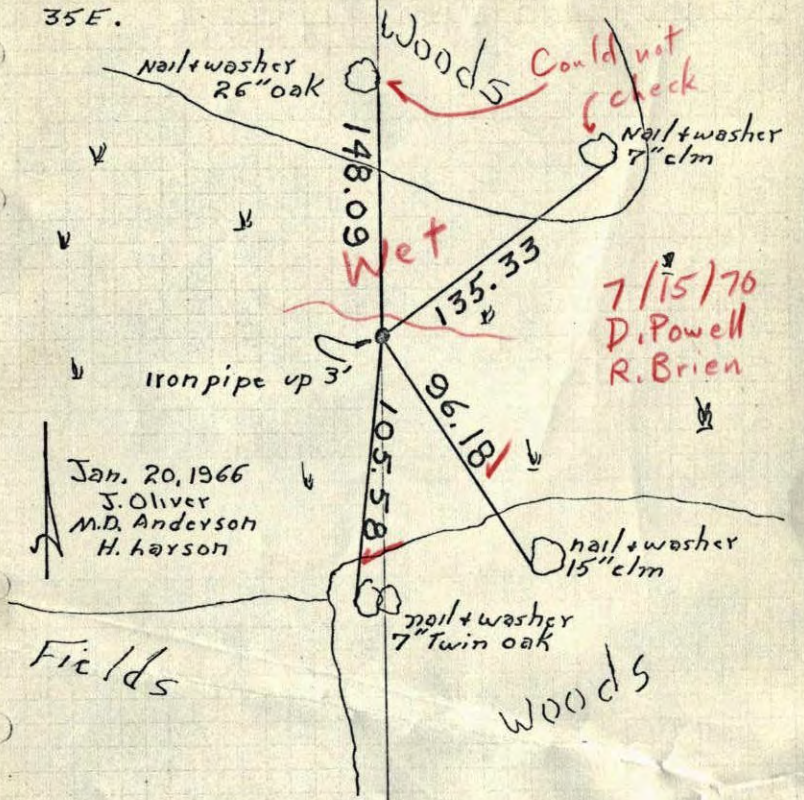 35E.
Woods
Nail+washer
26" oak
Could not
check
Nail+washer
7" elm
148.09
Wet
135.33
7/15/70
D. Powell
R. Brien
Iron pipe up 3'
96.18
105.58
Jan. 20, 1966
J. Oliver
M.D. Anderson
H. Larson
nail+washer
15" elm
nail+washer
7" Twin oak
Fields
Woods